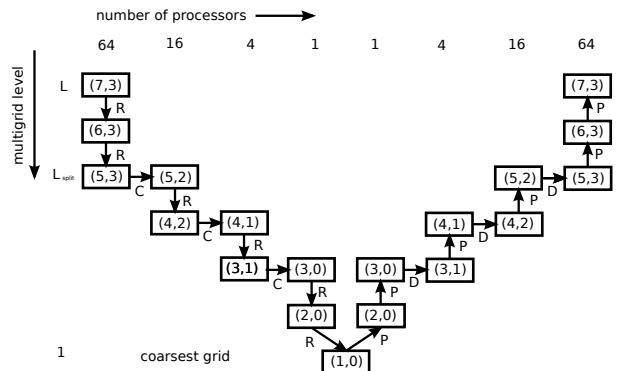 number of processors
64 16 4 1 1 4 16 64
multigrid level
L (7,3) (7,3)
R P
(6,3) (6,3)
R P
L split (5,3) (5,2) (5,2) (5,3)
C R P D
(4,2) (4,1) (4,1) (4,2)
C R P D
(3,1) (3,0) (3,0) (3,1)
C R P D
(2,0) (2,0)
R P
1 coarsest grid (1,0)